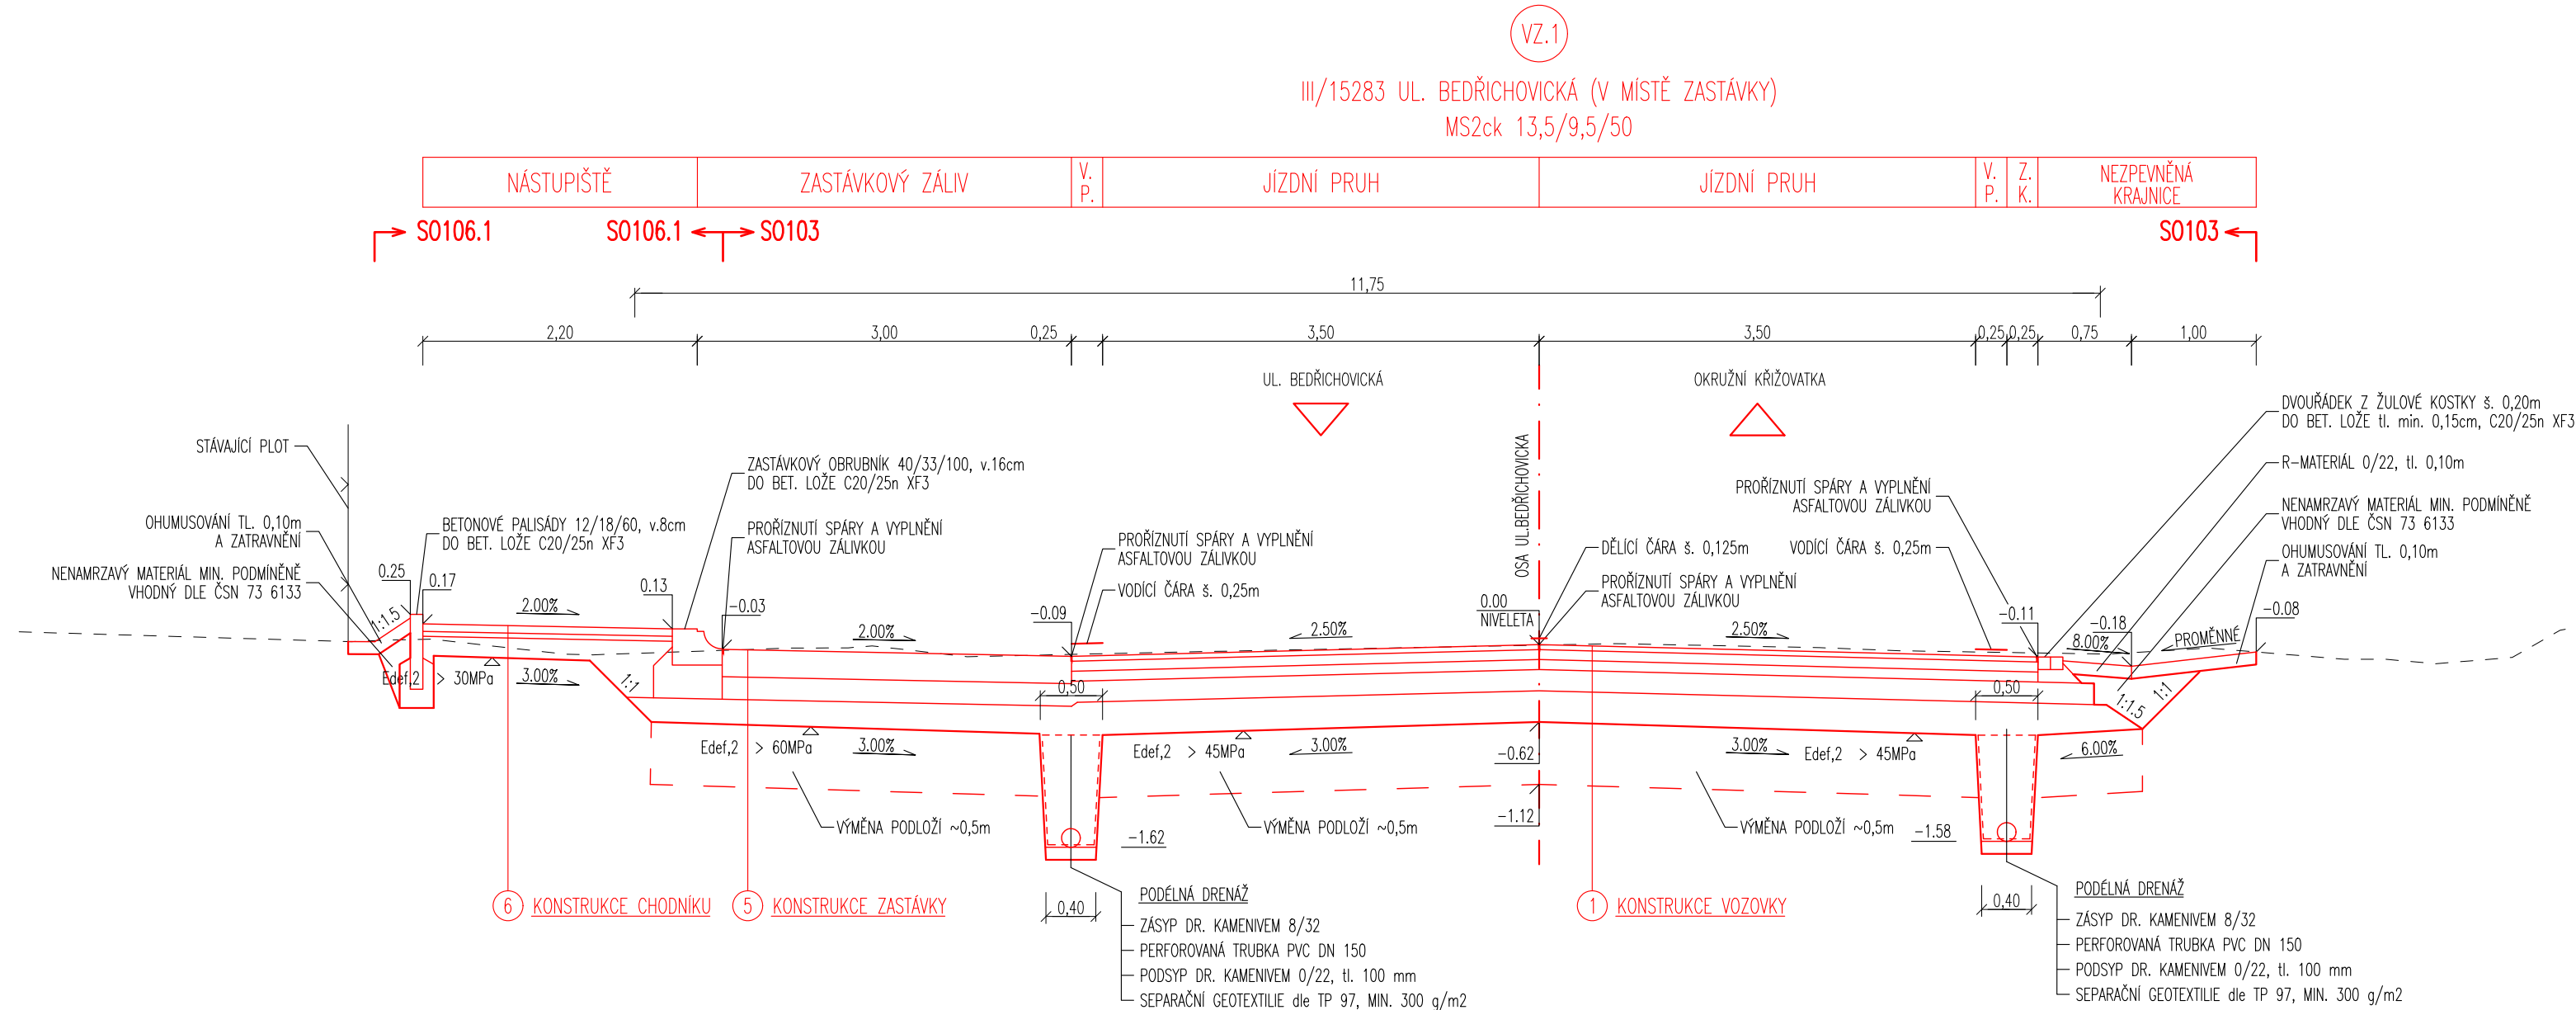 VZ.1
III/15283 UL. BEDŘICHOVICKÁ (V MÍSTĚ ZASTÁVKY)
MS2ck 13,5/9,5/50
NÁSTUPIŠTĚ
ZASTÁVKOVÝ ZÁLIV
V.
P.
JÍZDNÍ PRUH
JÍZDNÍ PRUH
V.
P.
Z.
K.
NEZPEVNĚNÁ
KRAJNICE
SO106.1
SO106.1
SO103
SO103
11,75
2,20
3,00
0,25
3,50
3,50
0,25
0,25
0,75
1,00
UL. BEDŘICHOVICKÁ
OKRUŽNÍ KŘIŽOVATKA
OSA UL.BEDŘICHOVICKA
STÁVAJÍCÍ PLOT
OHUMUSOVÁNÍ TL. 0,10m
A ZATRAVNĚNÍ
NENAMRZAVÝ MATERIÁL MIN. PODMÍNĚNĚ
VHODNÝ DLE ČSN 73 6133
BETONOVÉ PALISÁDY 12/18/60, v.8cm
DO BET. LOŽE C20/25n XF3
ZASTÁVKOVÝ OBRUBNÍK 40/33/100, v.16cm
DO BET. LOŽE C20/25n XF3
PROŘÍZNUTÍ SPÁRY A VYPLNĚNÍ
ASFALTOVOU ZÁLIVKOU
PROŘÍZNUTÍ SPÁRY A VYPLNĚNÍ
ASFALTOVOU ZÁLIVKOU
VODÍCÍ ČÁRA š. 0,25m
DĚLÍCÍ ČÁRA š. 0,125m
PROŘÍZNUTÍ SPÁRY A VYPLNĚNÍ
ASFALTOVOU ZÁLIVKOU
PROŘÍZNUTÍ SPÁRY A VYPLNĚNÍ
ASFALTOVOU ZÁLIVKOU
VODÍCÍ ČÁRA š. 0,25m
DVOUŘÁDEK Z ŽULOVÉ KOSTKY š. 0,20m
DO BET. LOŽE tl. min. 0,15cm, C20/25n XF3
R-MATERIÁL 0/22, tl. 0,10m
NENAMRZAVÝ MATERIÁL MIN. PODMÍNĚNĚ
VHODNÝ DLE ČSN 73 6133
OHUMUSOVÁNÍ TL. 0,10m
A ZATRAVNĚNÍ
0.25
0.17
0.13
-0.03
-0.09
0.00
NIVELETA
-0.11
-0.18
-0.08
1:1.5
2.00%
2.00%
2.50%
2.50%
8.00%
PROMĚNNÉ
Edef,2 > 30MPa
3.00%
1:1
0,50
0,50
1:1.5
1:1
Edef,2 > 60MPa
3.00%
Edef,2 > 45MPa
3.00%
-0.62
3.00%
Edef,2 > 45MPa
6.00%
VÝMĚNA PODLOŽÍ ~0,5m
-1.62
VÝMĚNA PODLOŽÍ ~0,5m
-1.12
VÝMĚNA PODLOŽÍ ~0,5m
-1.58
6 KONSTRUKCE CHODNÍKU
5 KONSTRUKCE ZASTÁVKY
1 KONSTRUKCE VOZOVKY
0,40
PODÉLNÁ DRENÁŽ
ZÁSYP DR. KAMENIVEM 8/32
PERFOROVANÁ TRUBKA PVC DN 150
PODSYP DR. KAMENIVEM 0/22, tl. 100 mm
SEPARAČNÍ GEOTEXTILIE dle TP 97, MIN. 300 g/m2
0,40
PODÉLNÁ DRENÁŽ
ZÁSYP DR. KAMENIVEM 8/32
PERFOROVANÁ TRUBKA PVC DN 150
PODSYP DR. KAMENIVEM 0/22, tl. 100 mm
SEPARAČNÍ GEOTEXTILIE dle TP 97, MIN. 300 g/m2